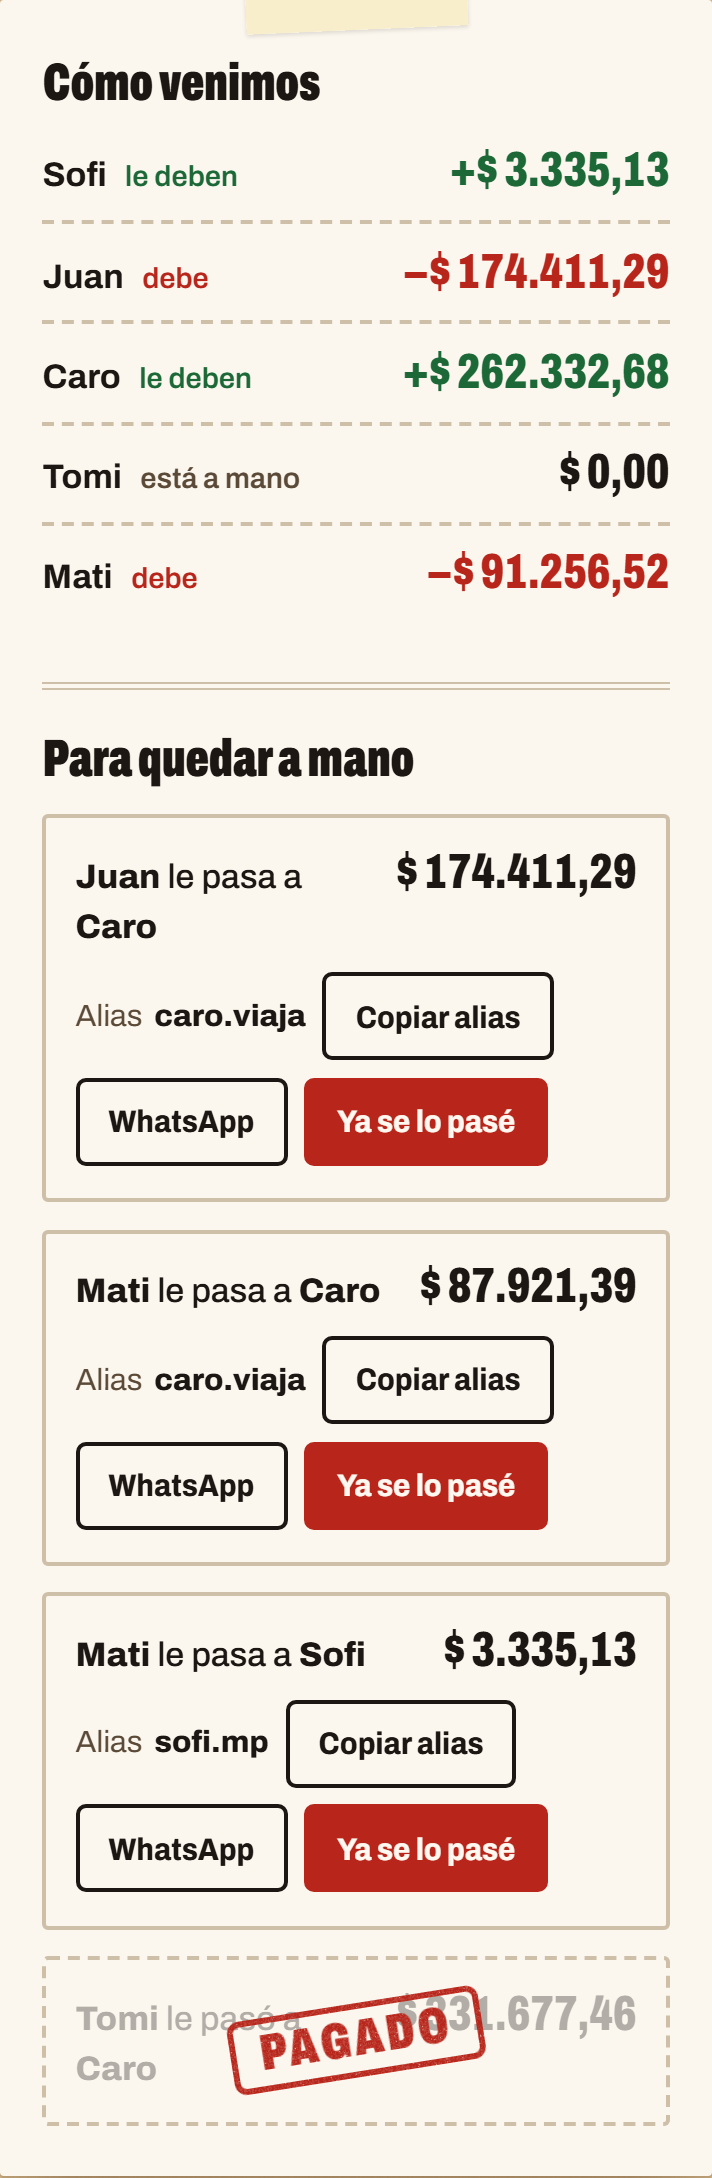 Cómo venimos
Sofi le deben +$ 3.335,13
Juan debe −$ 174.411,29
Caro le deben +$ 262.332,68
Tomi está a mano $ 0,00
Mati debe −$ 91.256,52
Para quedar a mano
Juan le pasa a $ 174.411,29
Caro
Alias caro.viaja Copiar alias
WhatsApp Ya se lo pasé
Mati le pasa a Caro $ 87.921,39
Alias caro.viaja Copiar alias
WhatsApp Ya se lo pasé
Mati le pasa a Sofi $ 3.335,13
Alias sofi.mp Copiar alias
WhatsApp Ya se lo pasé
Tomi le pasó a $ 331.677,46
Caro
PAGADO